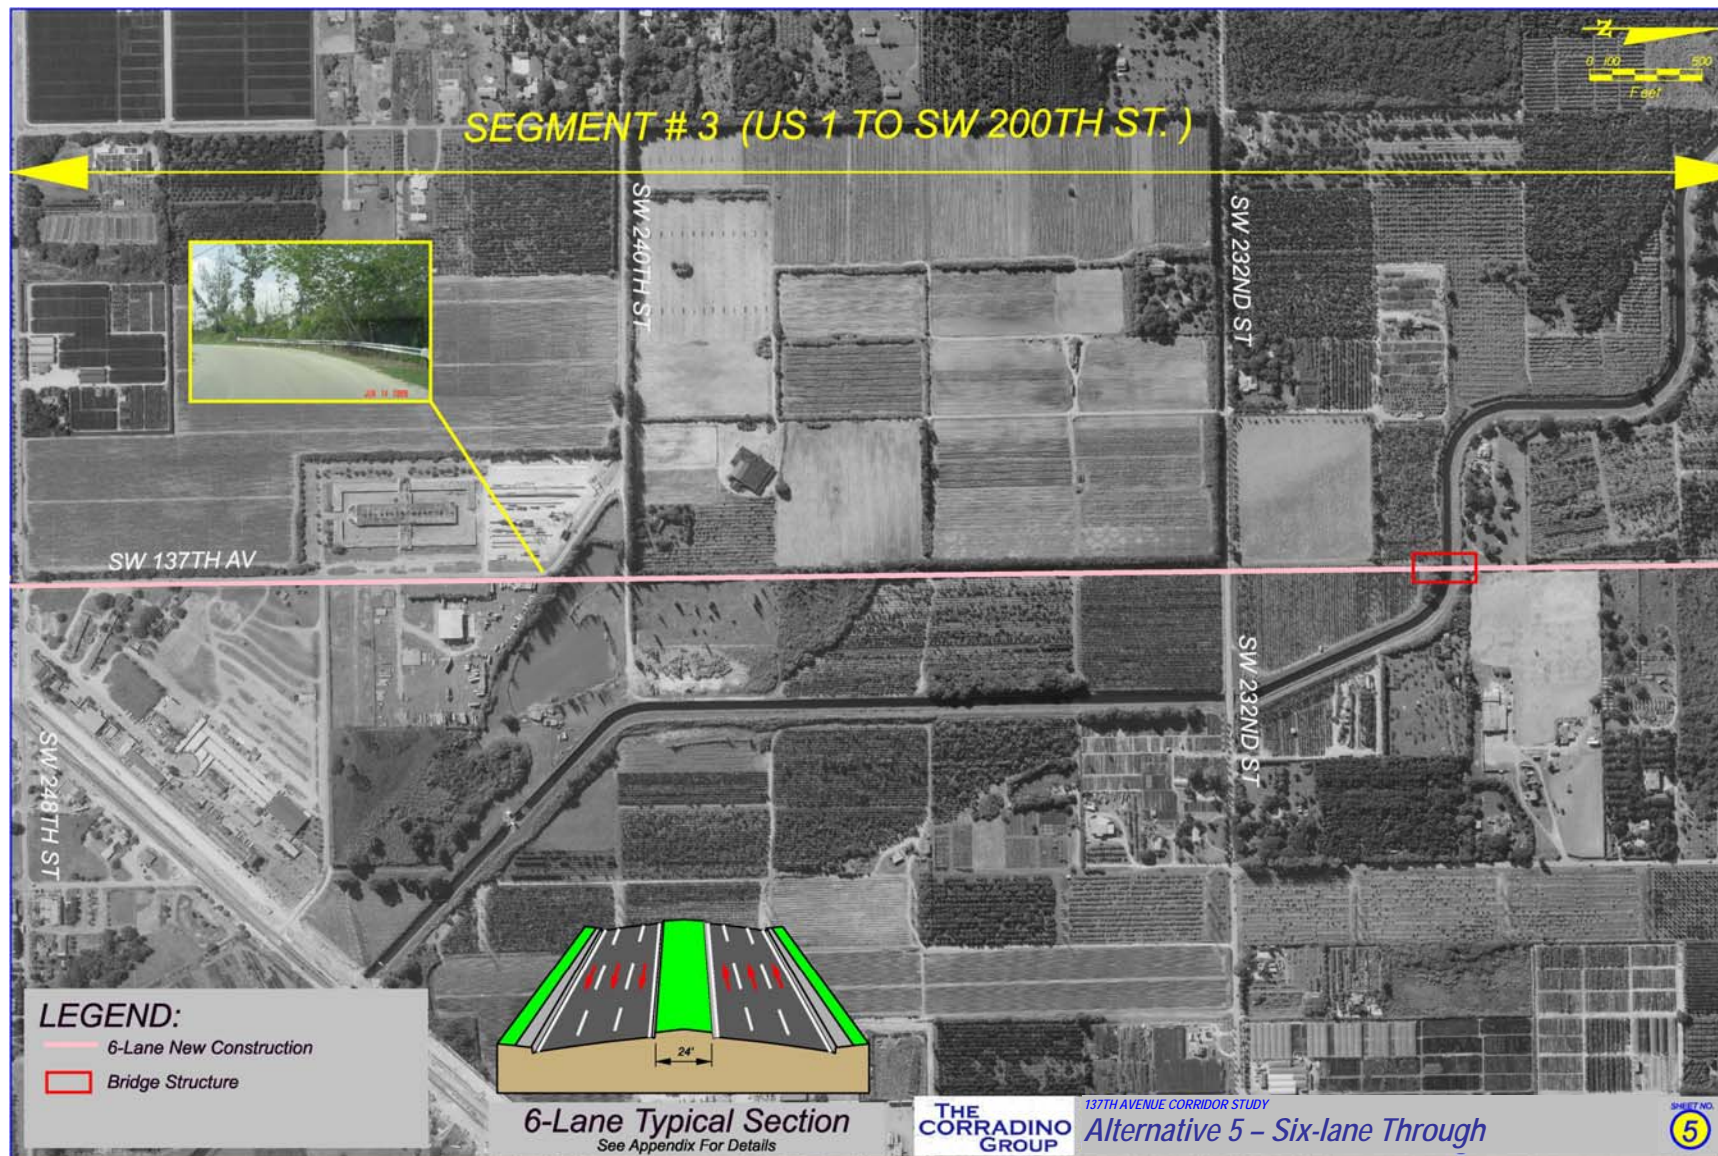 Z
0 100 500
Feet
SEGMENT # 3 (US 1 TO SW 200TH ST. )
SW 240TH ST
SW 232ND ST
SW 137TH AV
SW 232ND ST
SW 248TH ST
LEGEND:
6-Lane New Construction
Bridge Structure
24'
6-Lane Typical Section
See Appendix For Details
THE
CORRADINO
GROUP
137TH AVENUE CORRIDOR STUDY
Alternative 5 – Six-lane Through
SHEET NO.
5